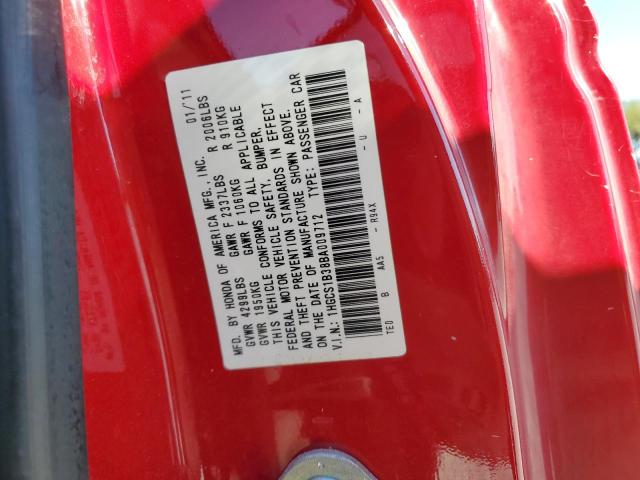 MFD. BY HONDA OF AMERICA MFG., INC. 01/'11
GVWR 4299LBS GAWR F 2337LBS R 2006LBS
GVWR 1950KG GAWR F 1060KG R 910KG
THIS VEHICLE CONFORMS TO ALL APPLICABLE
FEDERAL MOTOR VEHICLE SAFETY, BUMPER,
AND THEFT PREVENTION STANDARDS IN EFFECT
ON THE DATE OF MANUFACTURE SHOWN ABOVE.
V.I.N.: 1HGCS1B38BA009712 TYPE: PASSENGER CAR
TE0 B AA5 - R94X - U - A